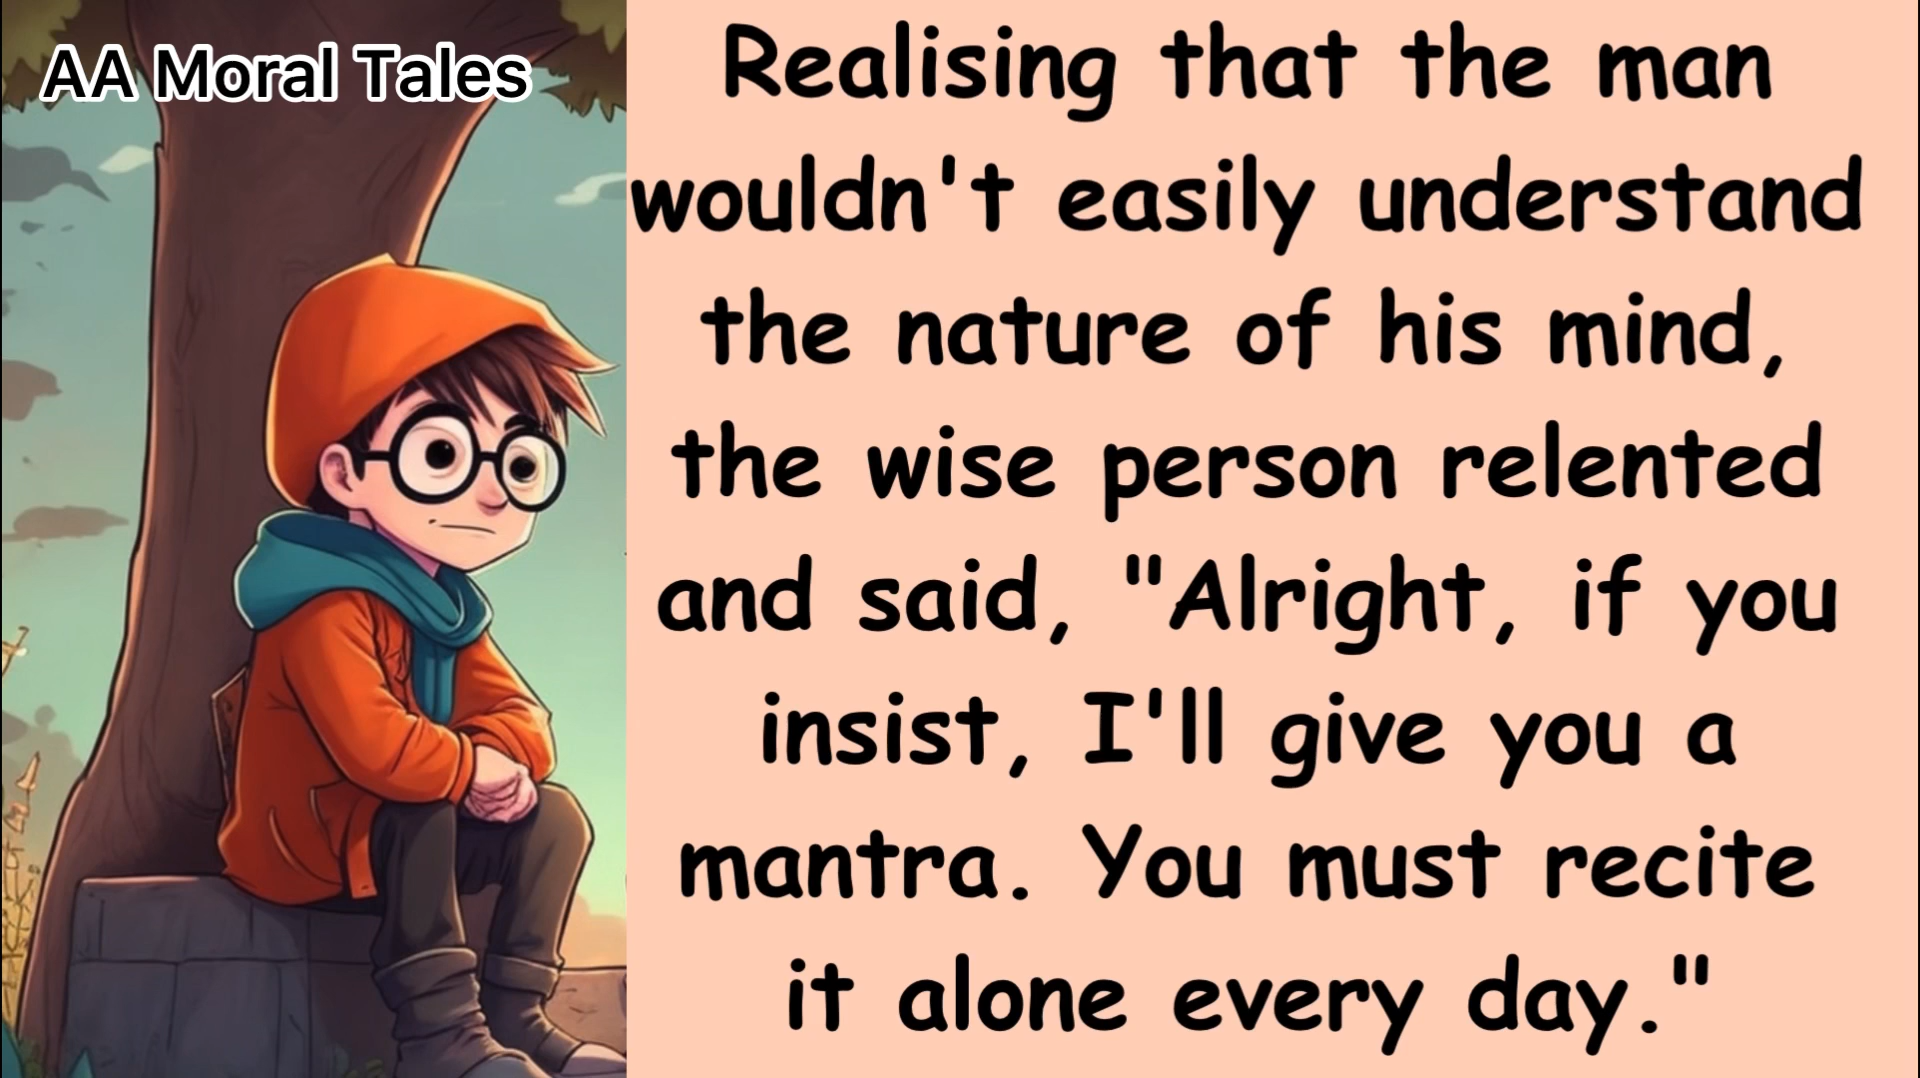 AA Moral Tales
Realising that the man
wouldn't easily understand
the nature of his mind,
the wise person relented
and said, "Alright, if you
insist, I'll give you a
mantra. You must recite
it alone every day."